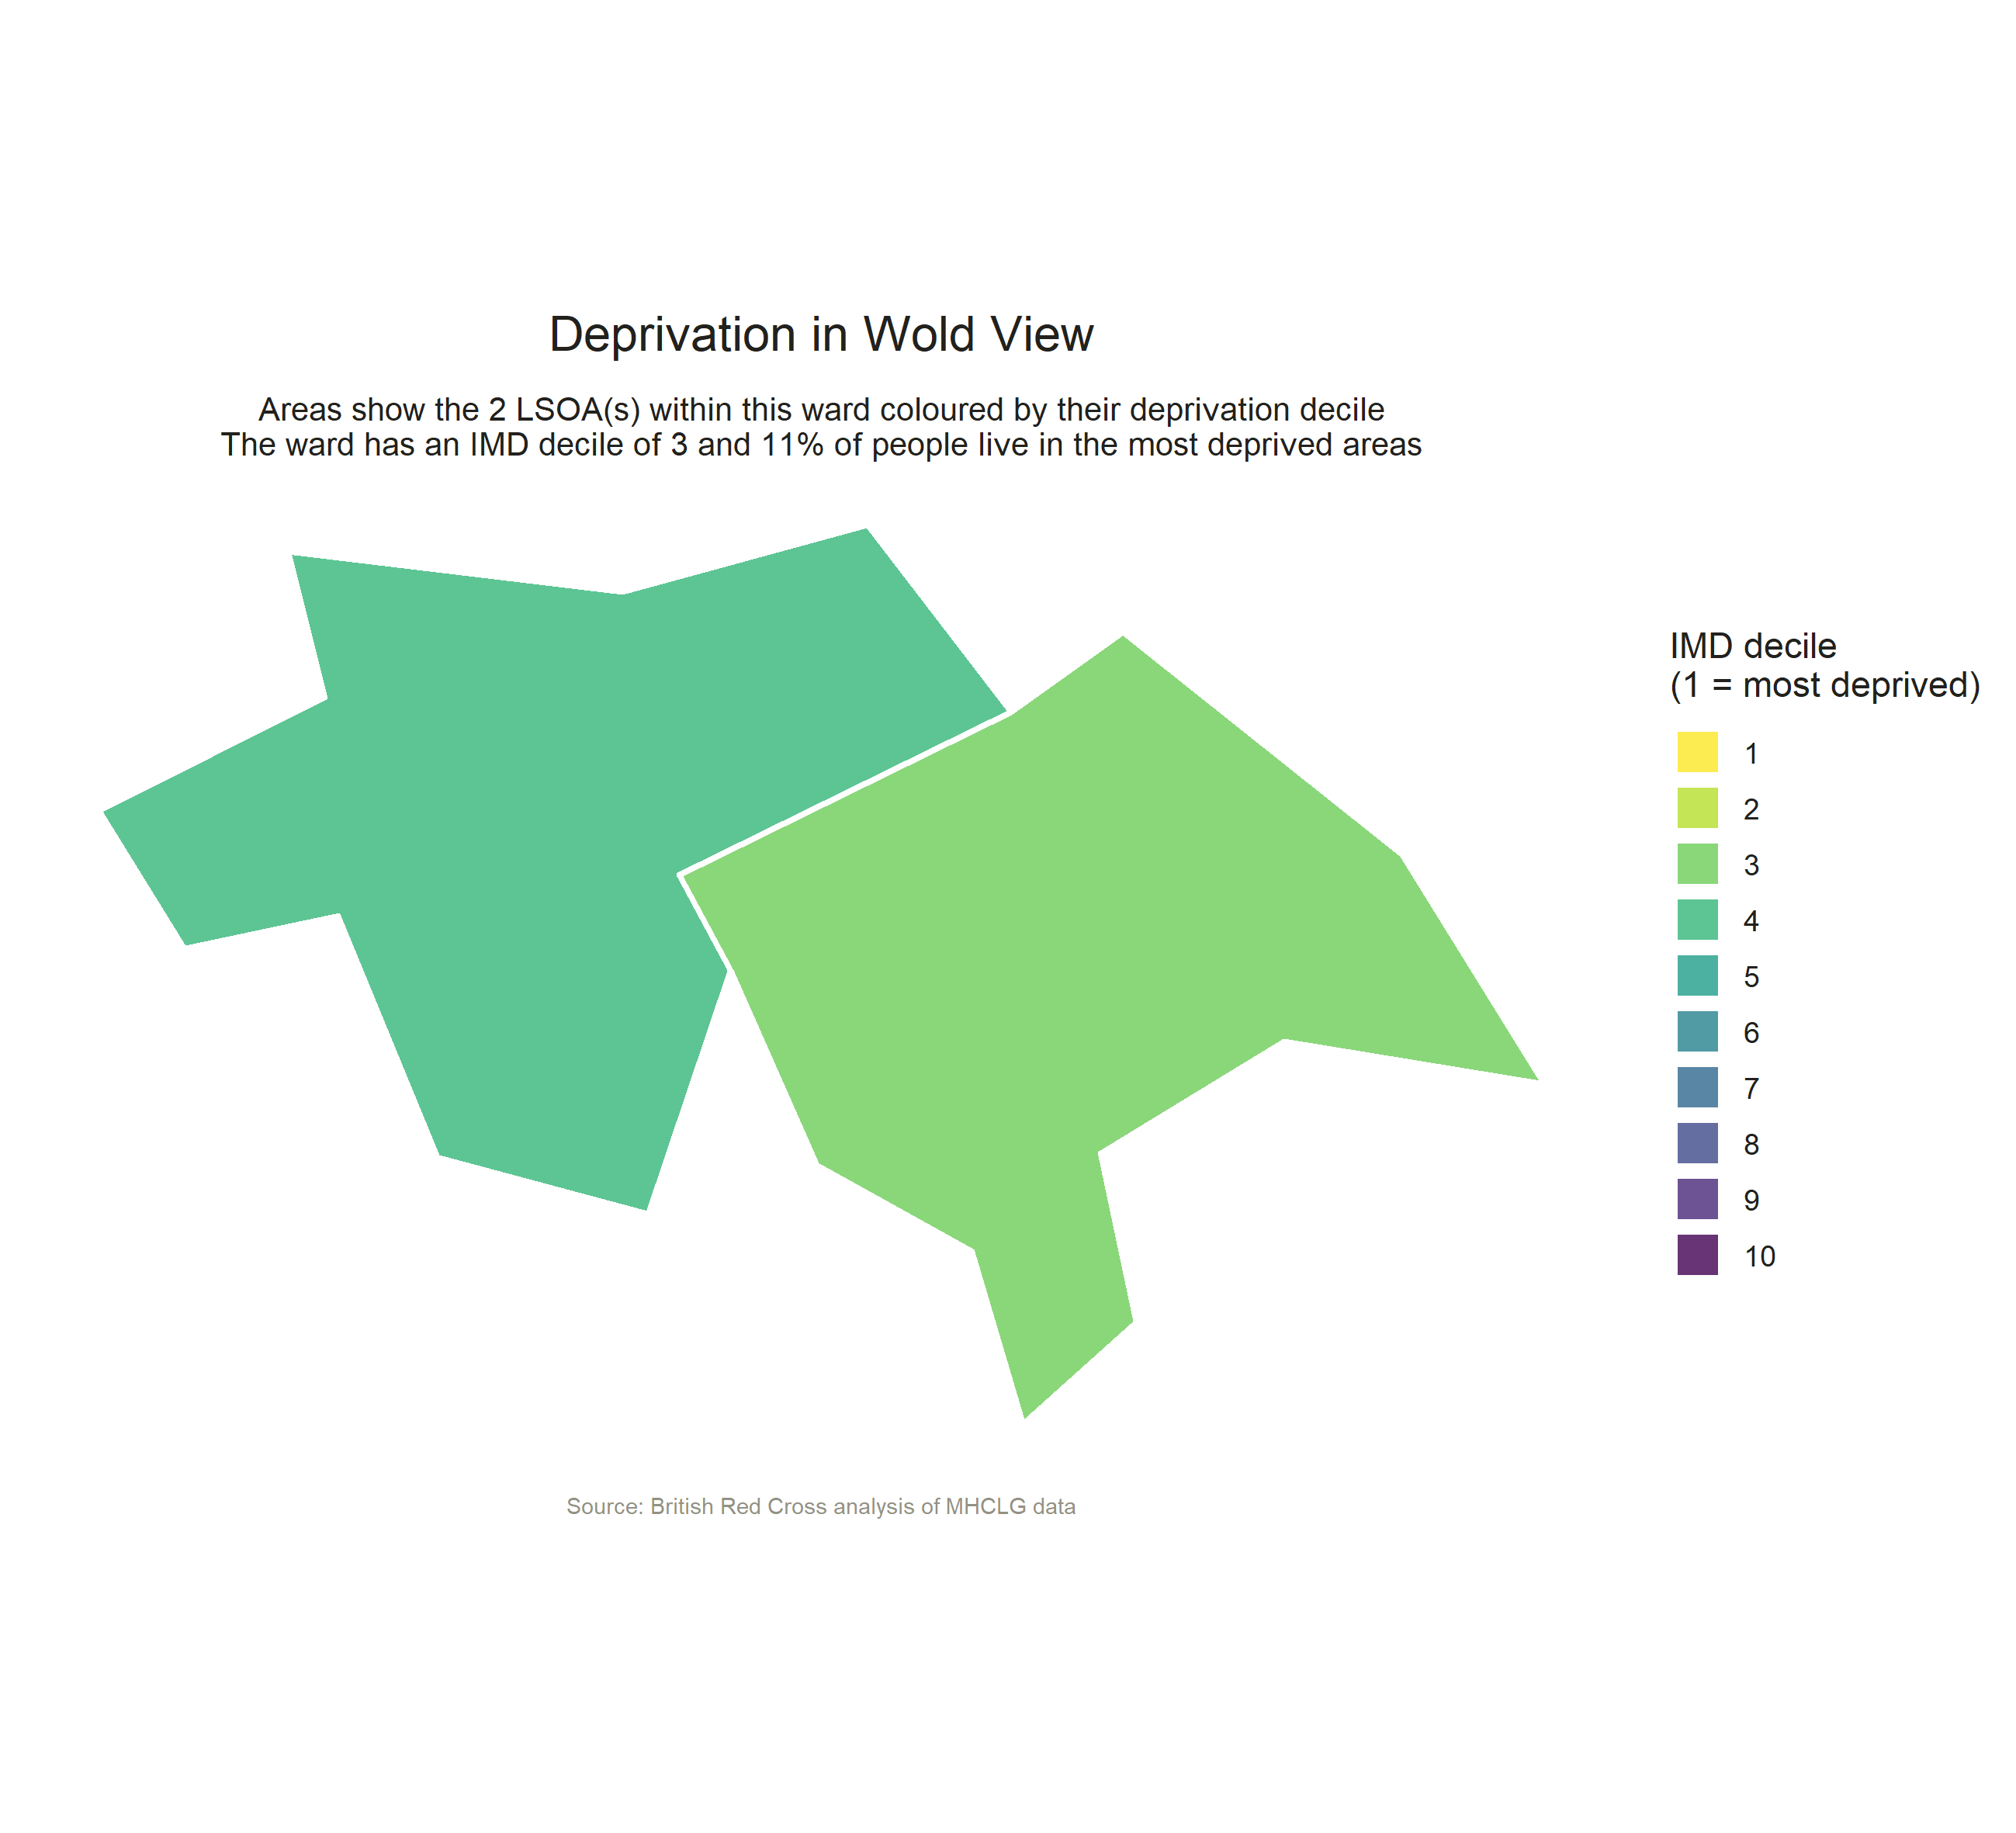 Deprivation in Wold View
Areas show the 2 LSOA(s) within this ward coloured by their deprivation decile
The ward has an IMD decile of 3 and 11% of people live in the most deprived areas
IMD decile
(1 = most deprived)
1
2
3
4
5
6
7
8
9
10
Source: British Red Cross analysis of MHCLG data